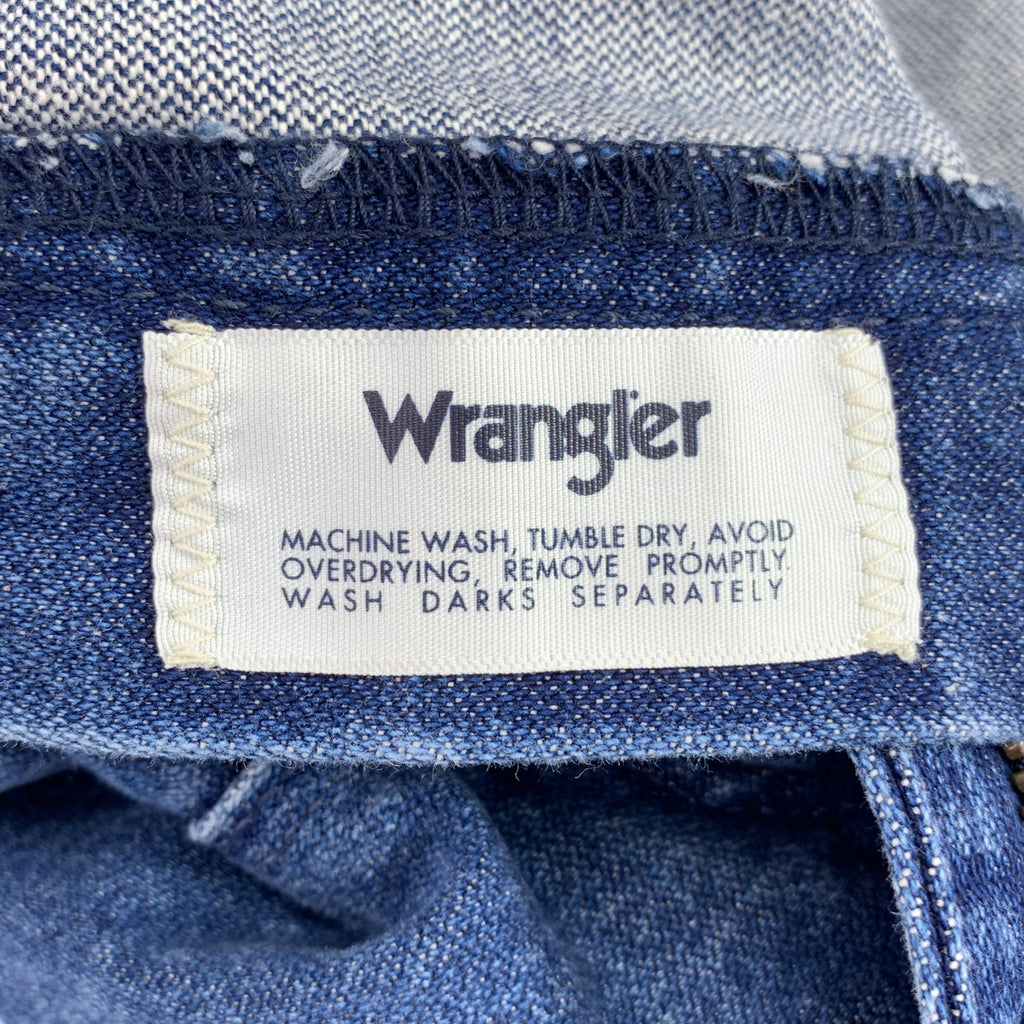 Wrangler
MACHINE WASH, TUMBLE DRY, AVOID
OVERDRYING, REMOVE PROMPTLY.
WASH DARKS SEPARATELY